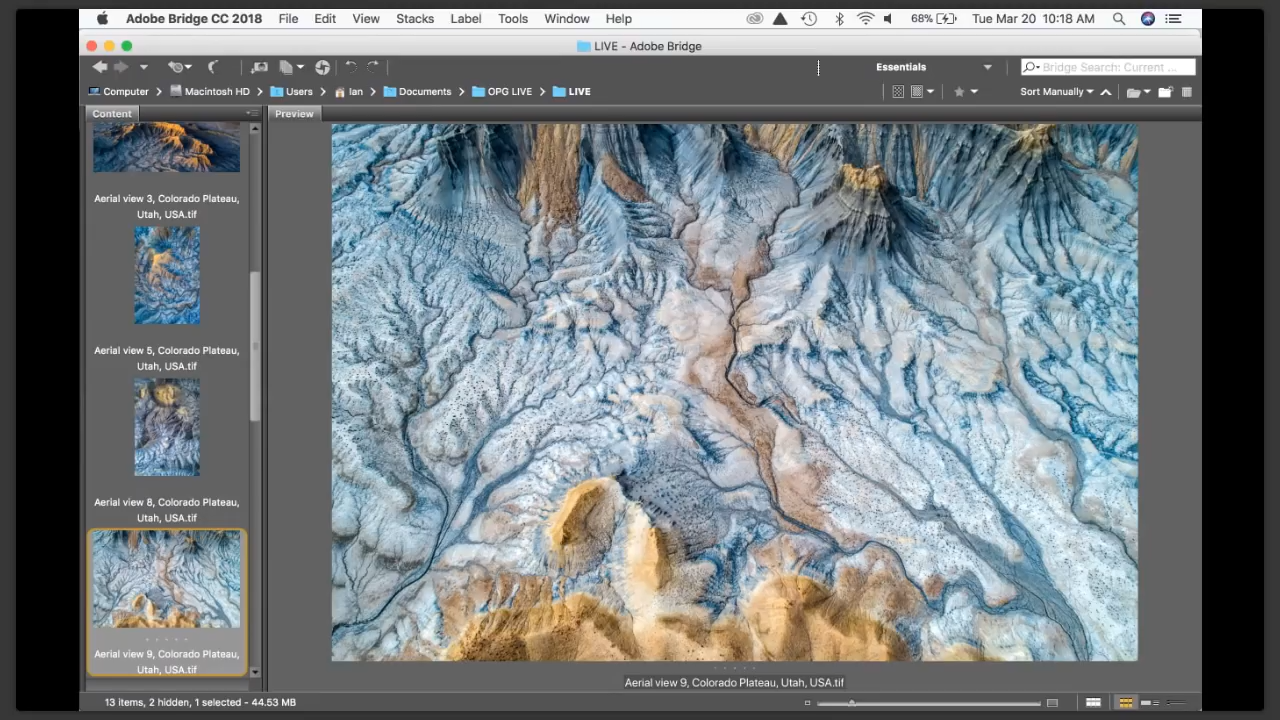 Adobe Bridge CC 2018 File Edit View Stacks Label Tools Window Help 68% Tue Mar 20 10:18 AM
LIVE - Adobe Bridge
Essentials
Bridge Search: Current ...
Computer Macintosh HD Users Ian Documents OPG LIVE LIVE
Sort Manually
Content
Preview
Aerial view 3, Colorado Plateau,
Utah, USA.tif
Aerial view 5, Colorado Plateau,
Utah, USA.tif
Aerial view 8, Colorado Plateau,
Utah, USA.tif
Aerial view 9, Colorado Plateau,
Utah, USA.tif
Aerial view 9, Colorado Plateau, Utah, USA.tif
13 items, 2 hidden, 1 selected - 44.53 MB